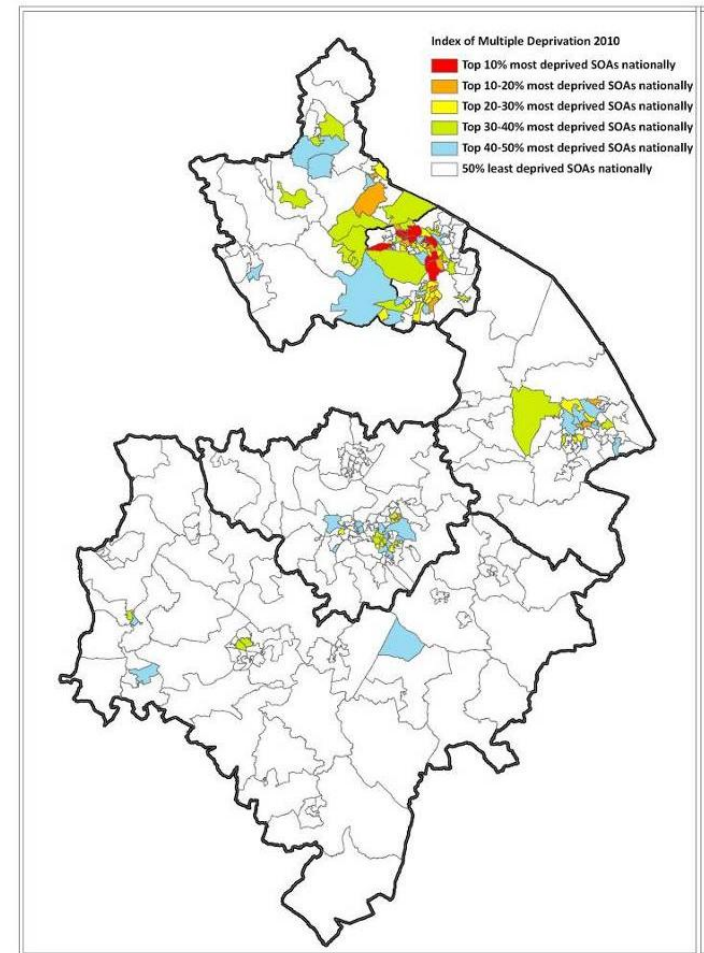 Index of Multiple Deprivation 2010
Top 10% most deprived SOAs nationally
Top 10-20% most deprived SOAs nationally
Top 20-30% most deprived SOAs nationally
Top 30-40% most deprived SOAs nationally
Top 40-50% most deprived SOAs nationally
50% least deprived SOAs nationally